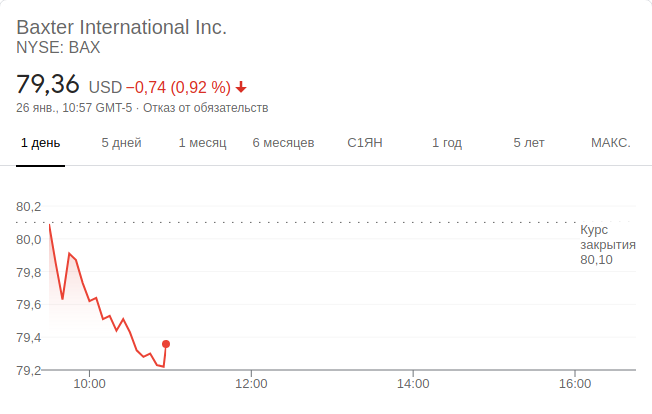 Baxter International Inc.
NYSE: BAX
79,36 USD −0,74 (0,92 %)
26 янв., 10:57 GMT-5 · Отказ от обязательств
1 день 5 дней 1 месяц 6 месяцев С1ЯН 1 год 5 лет МАКС.
80,2
80,0
79,8
79,6
79,4
79,2
Курс
закрытия
80,10
10:00 12:00 14:00 16:00